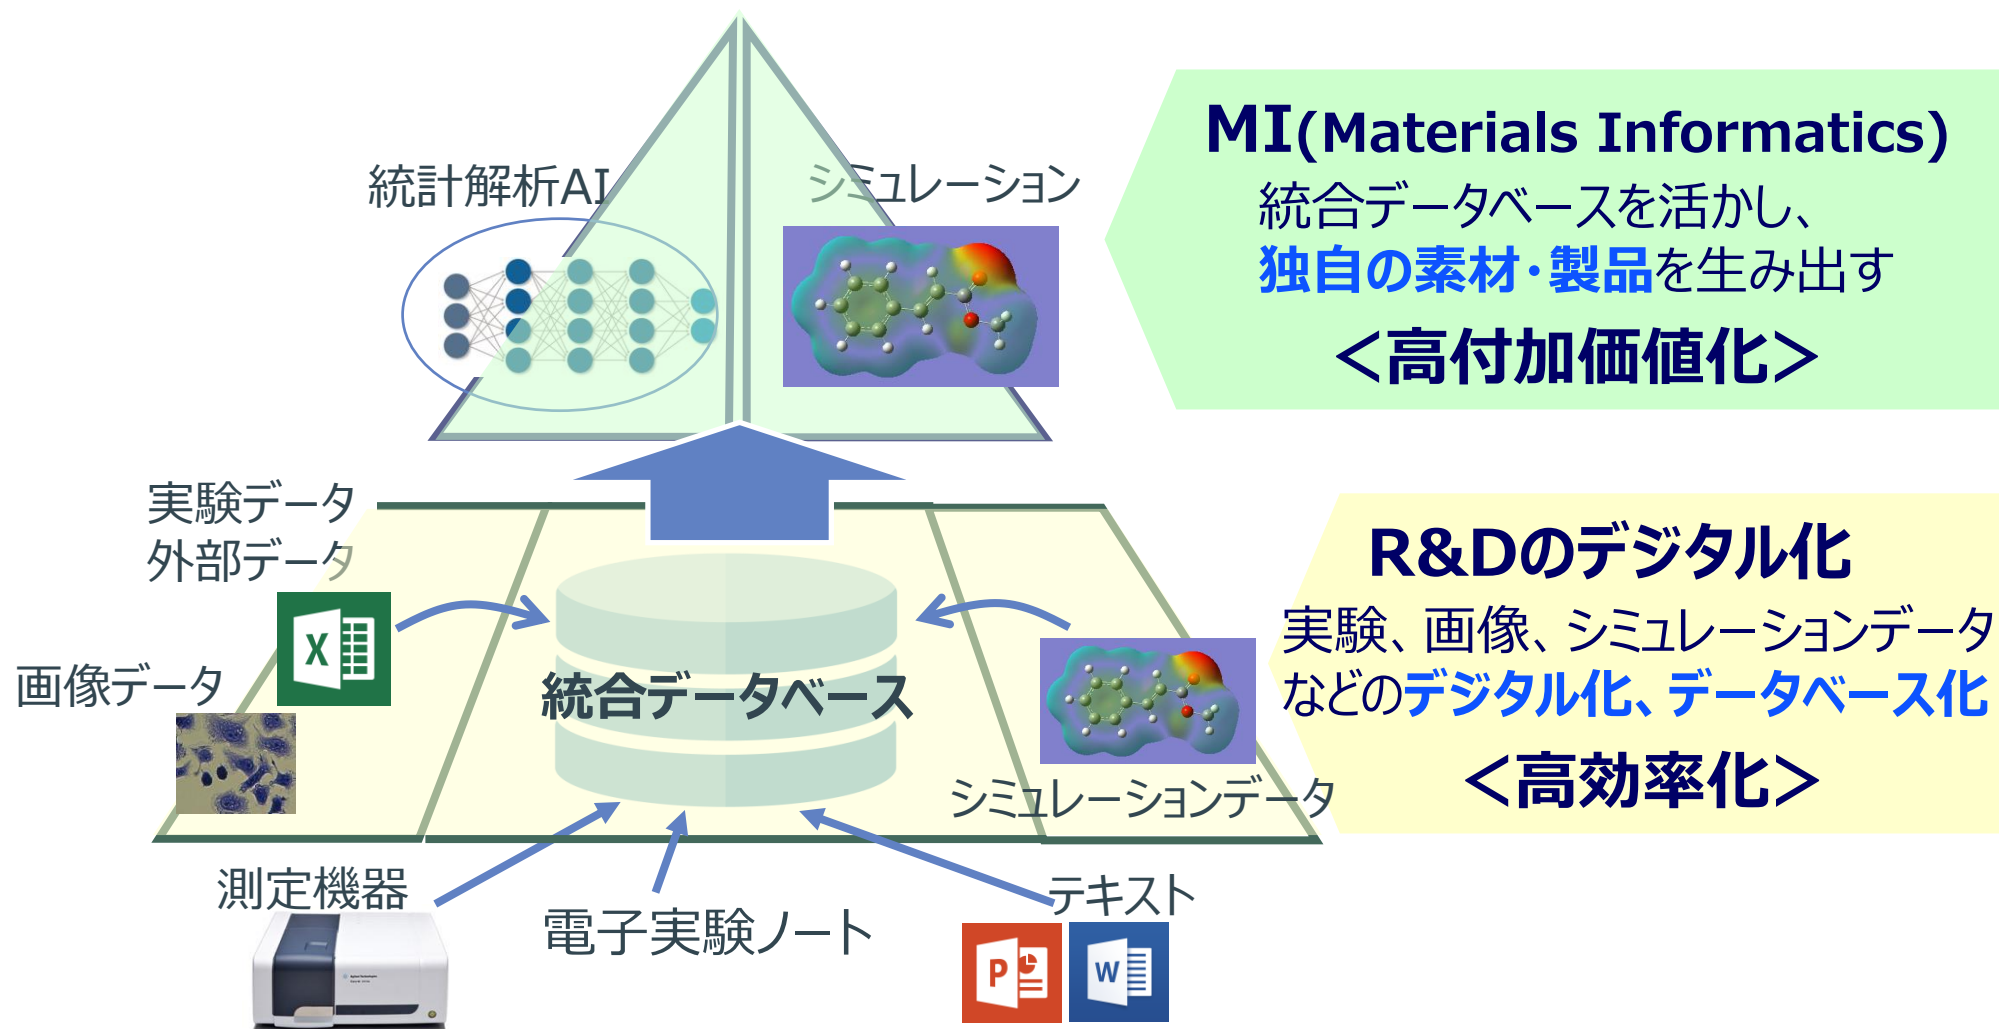 MI(Materials Informatics)
統合データベースを活かし、
独自の素材・製品を生み出す
＜高付加価値化＞
統計解析AI
シミュレーション
R&Dのデジタル化
実験、画像、シミュレーションデータ
などのデジタル化、データベース化
＜高効率化＞
実験データ
外部データ
X
画像データ
統合データベース
シミュレーションデータ
測定機器
電子実験ノート
テキスト
P
W